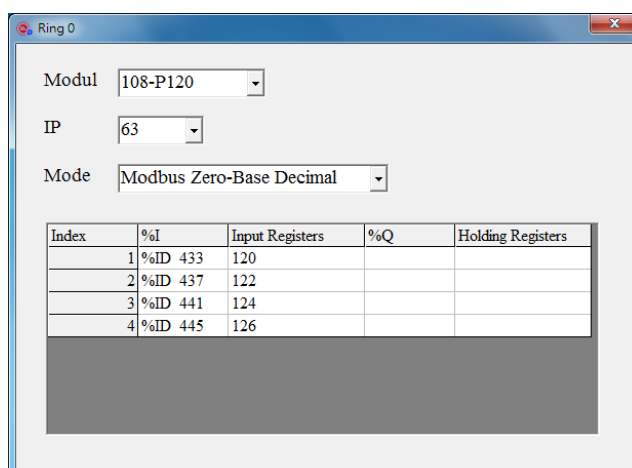 Ring 0
Modul 108-P120
IP 63
Mode Modbus Zero-Base Decimal
Index %I Input Registers %Q Holding Registers
1 %ID 433 120
2 %ID 437 122
3 %ID 441 124
4 %ID 445 126